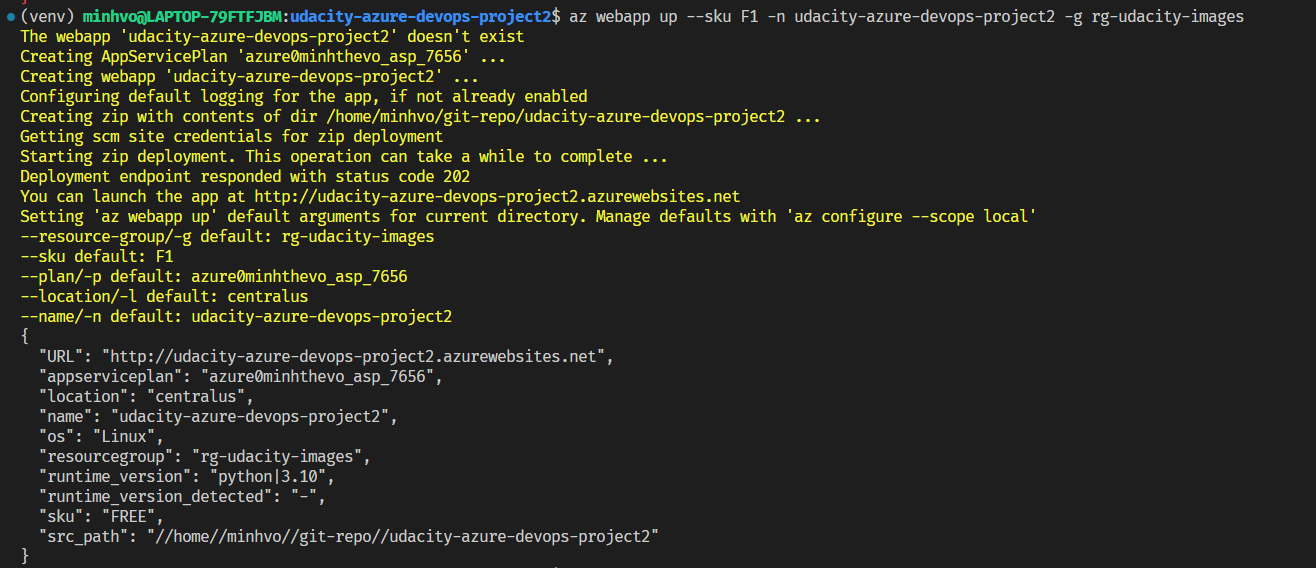 (venv) minhvo@LAPTOP-79FTFJBM:udacity-azure-devops-project2$ az webapp up --sku F1 -n udacity-azure-devops-project2 -g rg-udacity-images
The webapp 'udacity-azure-devops-project2' doesn't exist
Creating AppServicePlan 'azure0minhthevo_asp_7656' ...
Creating webapp 'udacity-azure-devops-project2' ...
Configuring default logging for the app, if not already enabled
Creating zip with contents of dir /home/minhvo/git-repo/udacity-azure-devops-project2 ...
Getting scm site credentials for zip deployment
Starting zip deployment. This operation can take a while to complete ...
Deployment endpoint responded with status code 202
You can launch the app at http://udacity-azure-devops-project2.azurewebsites.net
Setting 'az webapp up' default arguments for current directory. Manage defaults with 'az configure --scope local'
--resource-group/-g default: rg-udacity-images
--sku default: F1
--plan/-p default: azure0minhthevo_asp_7656
--location/-l default: centralus
--name/-n default: udacity-azure-devops-project2
{
  "URL": "http://udacity-azure-devops-project2.azurewebsites.net",
  "appserviceplan": "azure0minhthevo_asp_7656",
  "location": "centralus",
  "name": "udacity-azure-devops-project2",
  "os": "Linux",
  "resourcegroup": "rg-udacity-images",
  "runtime_version": "python|3.10",
  "runtime_version_detected": "-",
  "sku": "FREE",
  "src_path": "//home//minhvo//git-repo//udacity-azure-devops-project2"
}